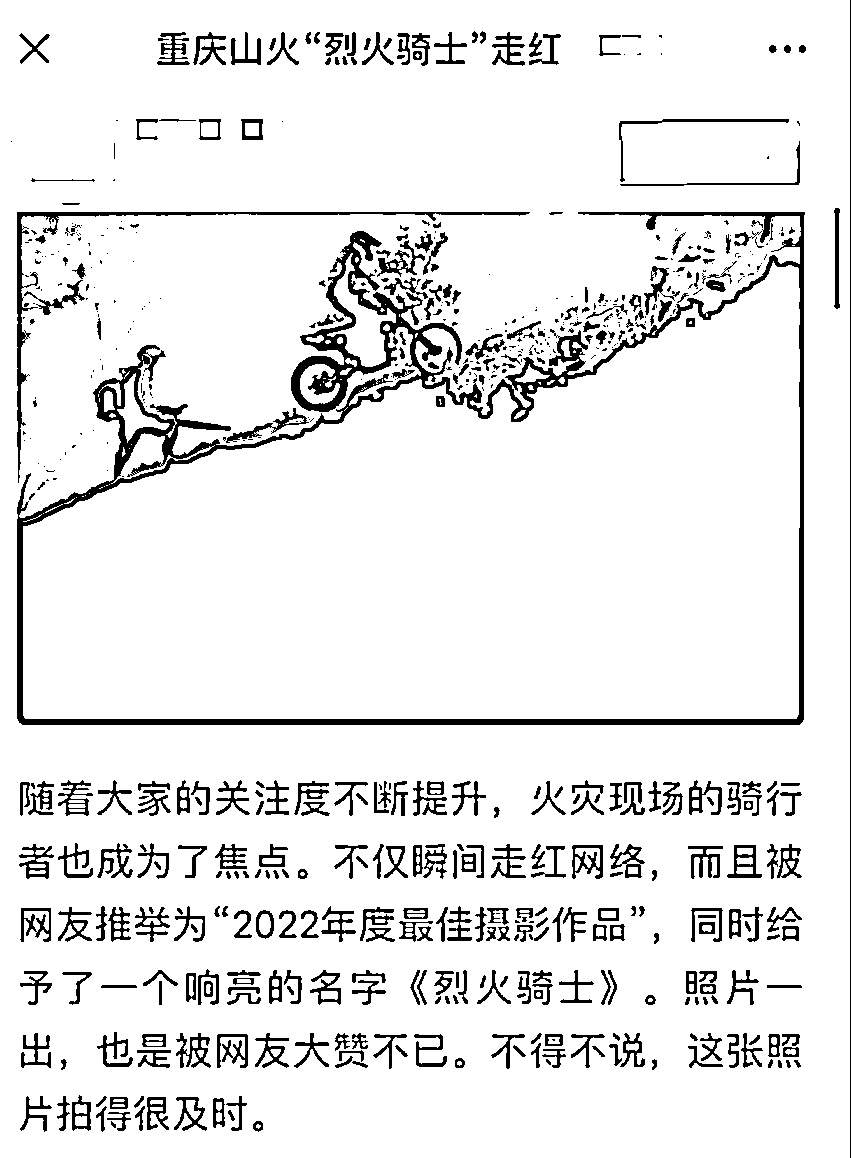 重庆山火“烈火骑士”走红
随着大家的关注度不断提升，火灾现场的骑行
者也成为了焦点。不仅瞬间走红网络，而且被
网友推举为“2022年度最佳摄影作品”，同时给
予了一个响亮的名字《烈火骑士》。照片一
出，也是被网友大赞不已。不得不说，这张照
片拍得很及时。